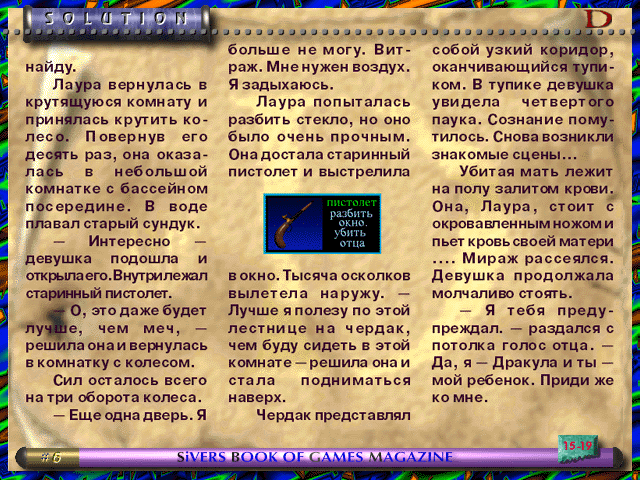 SOLUTION
D
найду.
Лаура вернулась в
крутящуюся комнату и
принялась крутить ко-
лесо. Повернув его
десять раз, она оказа-
лась в небольшой
комнатке с бассейном
посередине. В воде
плавал старый сундук.
— Интересно —
девушка подошла и
открыла его. Внутри лежал
старинный пистолет.
— О, это даже будет
лучше, чем меч, —
решила она и вернулась
в комнатку с колесом.
Сил осталось всего
на три оборота колеса.
— Еще одна дверь. Я
больше не могу. Вит-
раж. Мне нужен воздух.
Я задыхаюсь.
Лаура попыталась
разбить стекло, но оно
было очень прочным.
Она достала старинный
пистолет и выстрелила
пистолет
разбить
окно.
убить
отца
в окно. Тысяча осколков
вылетела наружу. —
Лучше я полезу по этой
лестнице на чердак,
чем буду сидеть в этой
комнате — решила она и
стала подниматься
наверх.
Чердак представлял
собой узкий коридор,
оканчивающийся тупи-
ком. В тупике девушка
увидела четвертого
паука. Сознание пому-
тилось. Снова возникли
знакомые сцены...
Убитая мать лежит
на полу залитом крови.
Она, Лаура, стоит с
окровавленным ножом и
пьет кровь своей матери
.... Мираж рассеялся.
Девушка продолжала
молчаливо стоять.
— Я тебя преду-
преждал. — раздался с
потолка голос отца. —
Да, я — Дракула и ты —
мой ребенок. Приди же
ко мне.
#6
SIVERS BOOK OF GAMES MAGAZINE
15-19